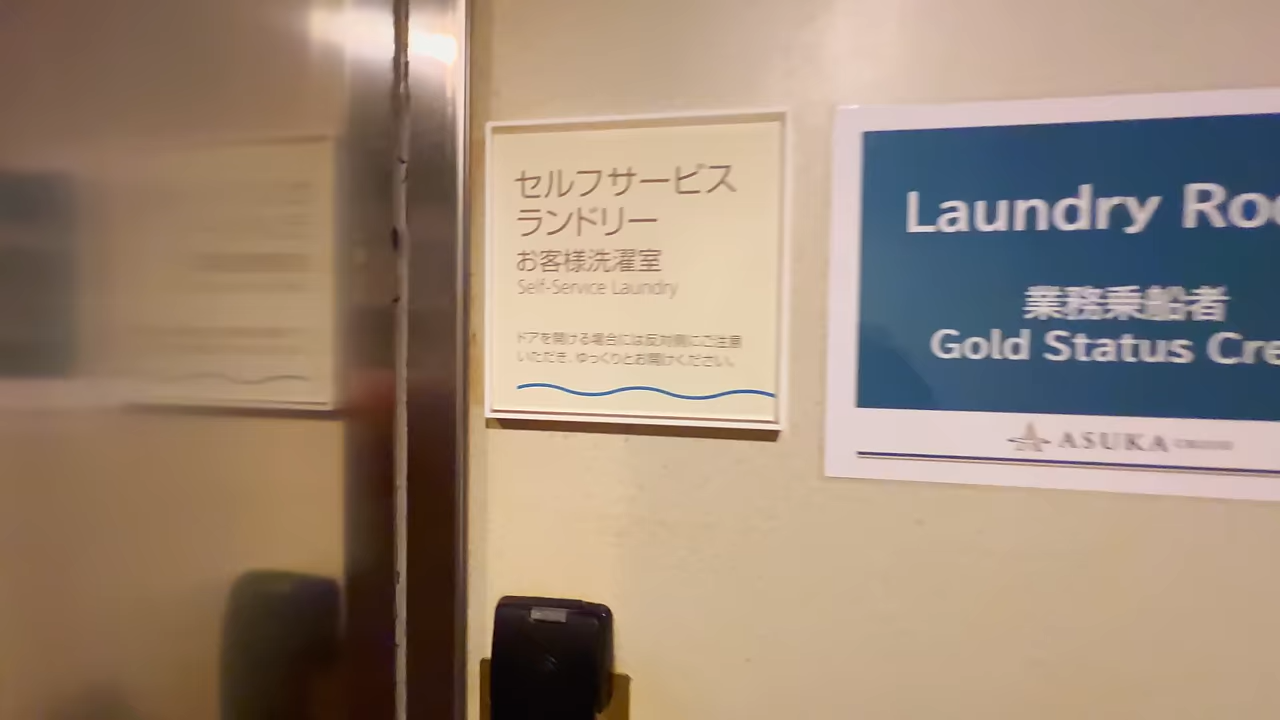 セルフサービス
ランドリー
お客様洗濯室
Self-Service Laundry
ドアを開ける場合には反対側にご注意
いただき、ゆっくりとお開けください。
Laundry Roo
業務乗船者
Gold Status Cre
ASUKA